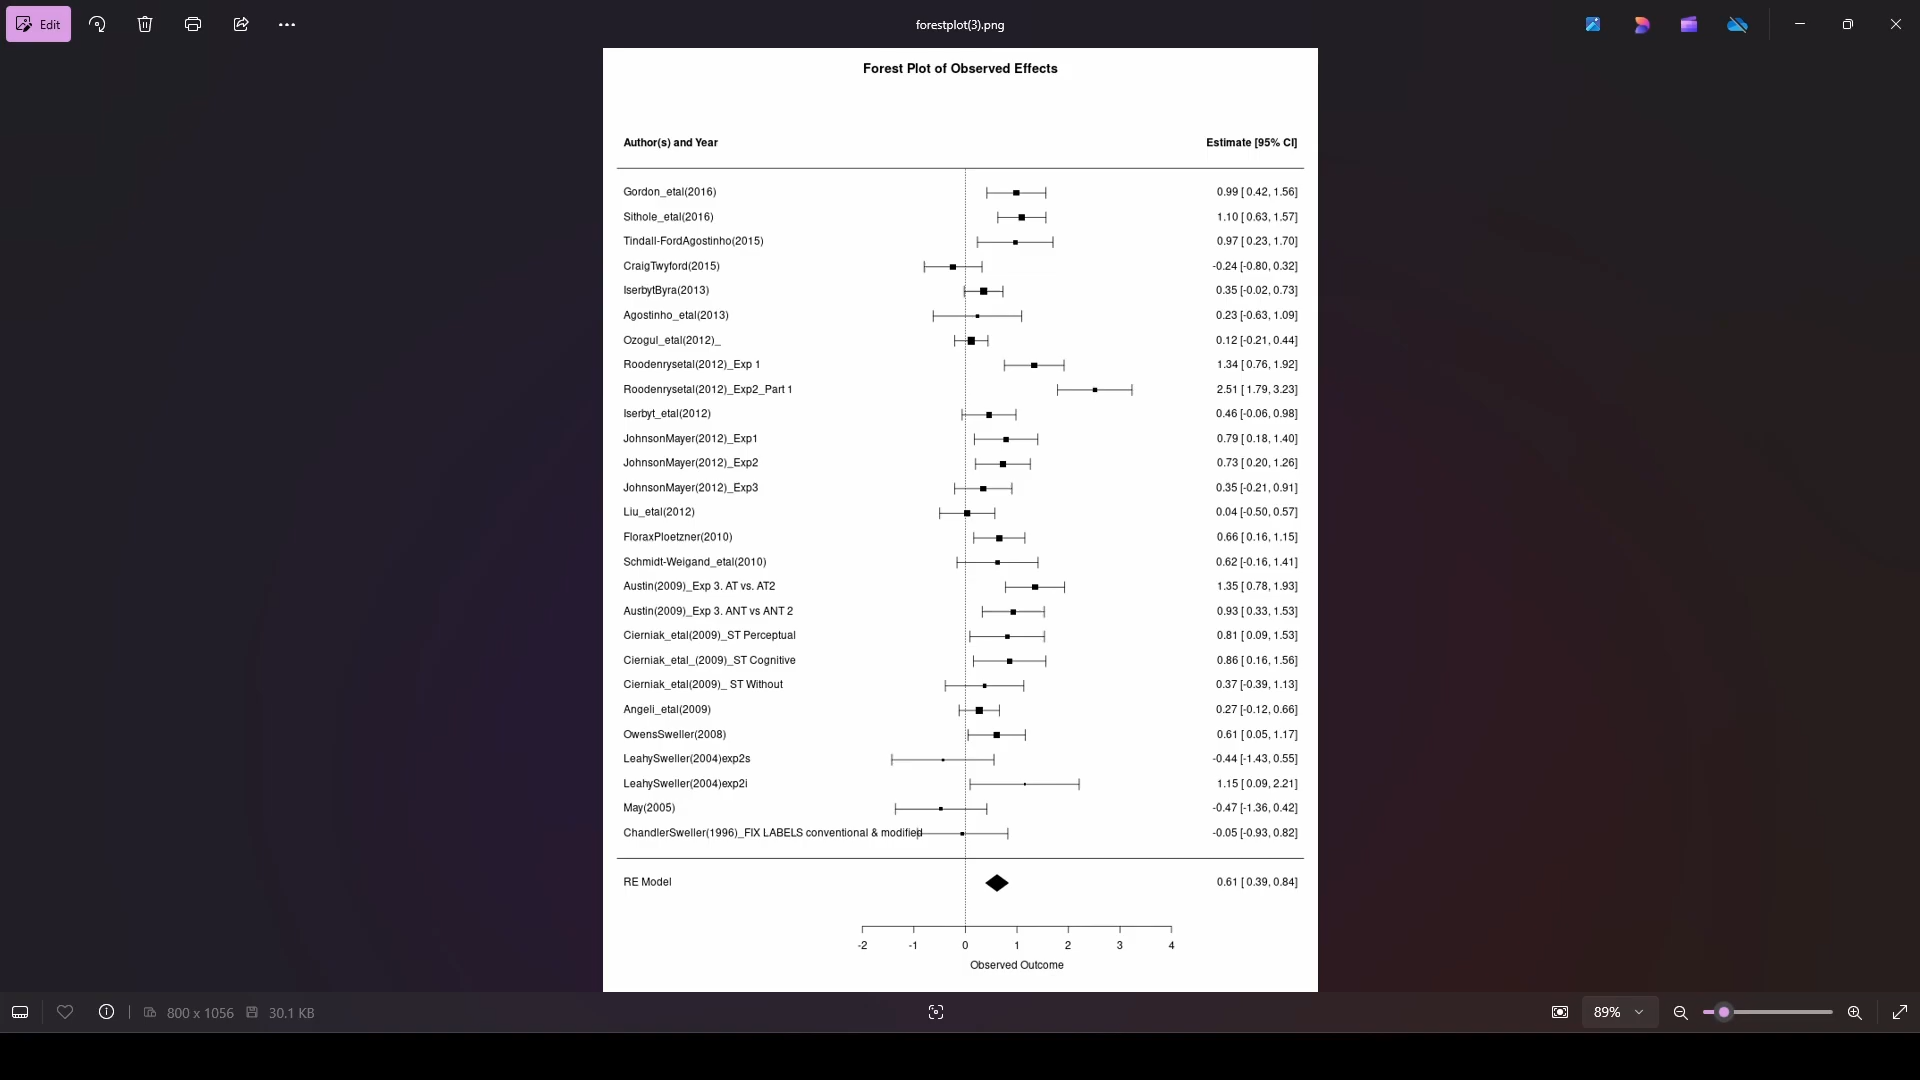 Edit
forestplot(3).png
Forest Plot of Observed Effects
Author(s) and Year Estimate [95% CI]
Gordon_etal(2016) 0.99 [ 0.42, 1.56]
Sithole_etal(2016) 1.10 [ 0.63, 1.57]
Tindall-FordAgostinho(2015) 0.97 [ 0.23, 1.70]
CraigTwyford(2015) -0.24 [-0.80, 0.32]
IserbytByra(2013) 0.35 [-0.02, 0.73]
Agostinho_etal(2013) 0.23 [-0.63, 1.09]
Ozogul_etal(2012)_ 0.12 [-0.21, 0.44]
Roodenrysetal(2012)_Exp 1 1.34 [ 0.76, 1.92]
Roodenrysetal(2012)_Exp2_Part 1 2.51 [ 1.79, 3.23]
Iserbyt_etal(2012) 0.46 [-0.06, 0.98]
JohnsonMayer(2012)_Exp1 0.79 [ 0.18, 1.40]
JohnsonMayer(2012)_Exp2 0.73 [ 0.20, 1.26]
JohnsonMayer(2012)_Exp3 0.35 [-0.21, 0.91]
Liu_etal(2012) 0.04 [-0.50, 0.57]
FloraxPloetzner(2010) 0.66 [ 0.16, 1.15]
Schmidt-Weigand_etal(2010) 0.62 [-0.16, 1.41]
Austin(2009)_Exp 3. AT vs. AT2 1.35 [ 0.78, 1.93]
Austin(2009)_Exp 3. ANT vs ANT 2 0.93 [ 0.33, 1.53]
Cierniak_etal(2009)_ST Perceptual 0.81 [ 0.09, 1.53]
Cierniak_etal_(2009)_ST Cognitive 0.86 [ 0.16, 1.56]
Cierniak_etal(2009)_ ST Without 0.37 [-0.39, 1.13]
Angeli_etal(2009) 0.27 [-0.12, 0.66]
OwensSweller(2008) 0.61 [ 0.05, 1.17]
LeahySweller(2004)exp2s -0.44 [-1.43, 0.55]
LeahySweller(2004)exp2i 1.15 [ 0.09, 2.21]
May(2005) -0.47 [-1.36, 0.42]
ChandlerSweller(1996)_FIX LABELS conventional & modified -0.05 [-0.93, 0.82]
RE Model 0.61 [ 0.39, 0.84]
-2 -1 0 1 2 3 4
Observed Outcome
800 x 1056 30.1 KB 89%